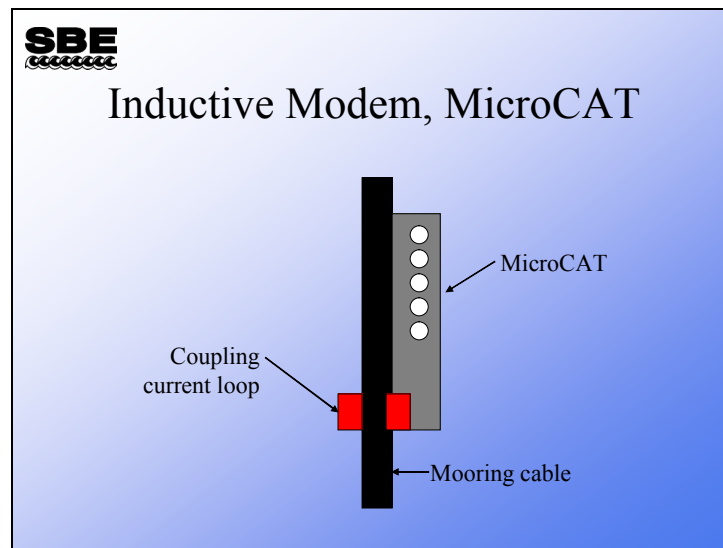 SBE
Inductive Modem, MicroCAT
MicroCAT
Coupling
current loop
Mooring cable